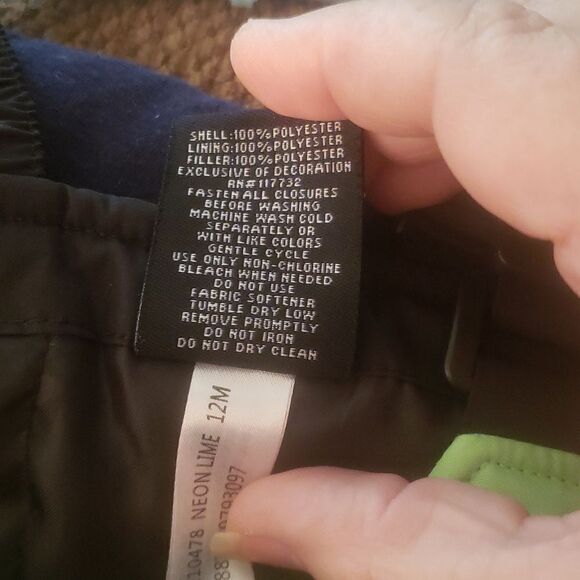 SHELL:100%POLYESTER
LINING:100%POLYESTER
FILLER:100%POLYESTER
EXCLUSIVE OF DECORATION
RN#117732
FASTEN ALL CLOSURES
BEFORE WASHING
MACHINE WASH COLD
SEPARATELY OR
WITH LIKE COLORS
GENTLE CYCLE
USE ONLY NON-CHLORINE
BLEACH WHEN NEEDED
DO NOT USE
FABRIC SOFTENER
TUMBLE DRY LOW
REMOVE PROMPTLY
DO NOT IRON
DO NOT DRY CLEAN
10478 NEON LIME 12M